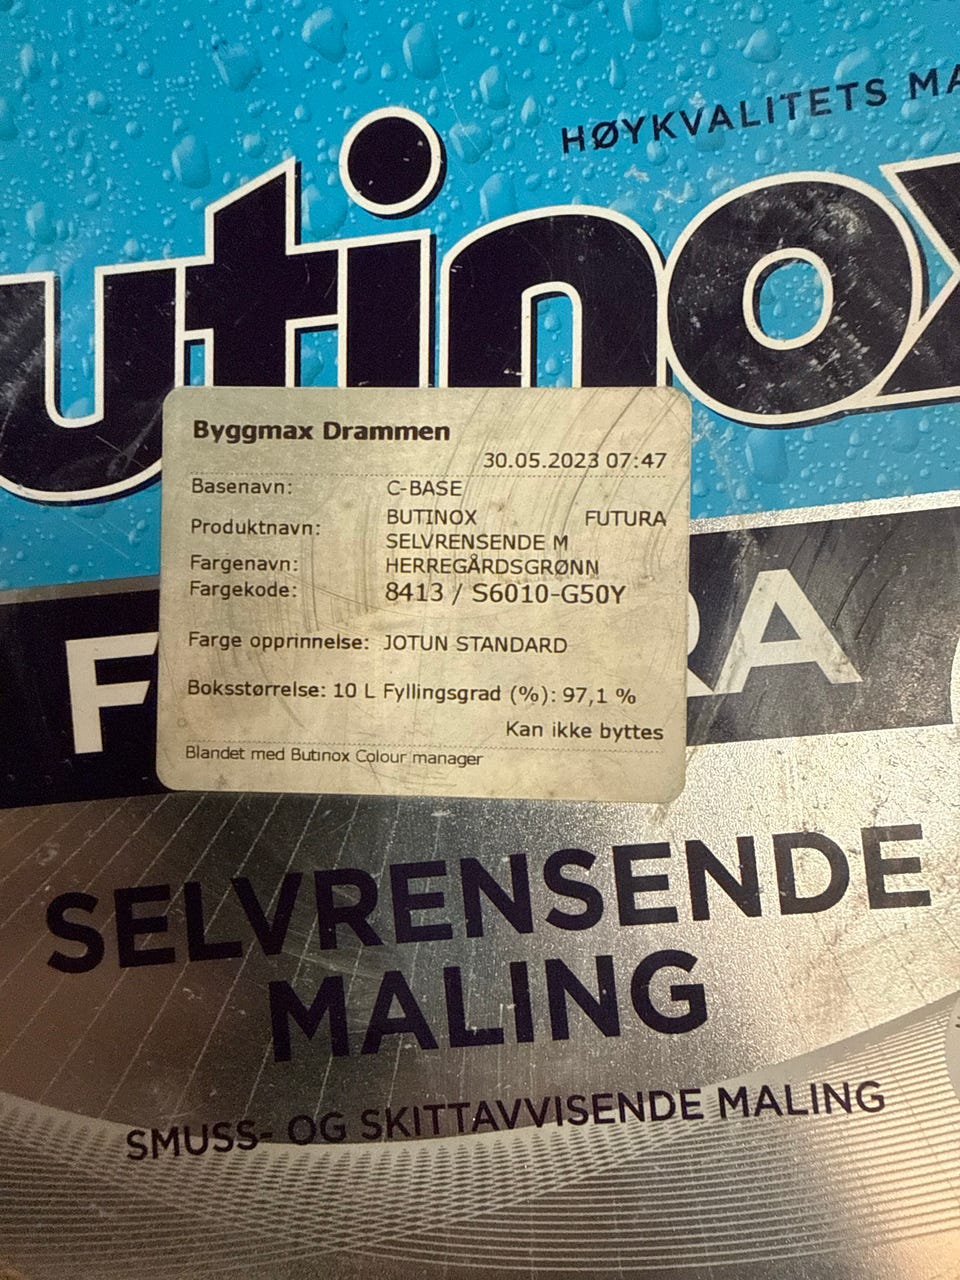 HØYKVALITETS
utinox
Byggmax Drammen
30.05.2023 07:47
Basenavn: C-BASE
Produktnavn: BUTINOX FUTURA
SELVRENSENDE M
Fargenavn: HERREGÅRDSGRØNN
Fargekode: 8413 / S6010-G50Y
Farge opprinnelse: JOTUN STANDARD
Boksstørrelse: 10 L Fyllingsgrad (%): 97,1 %
Kan ikke byttes
Blandet med Butinox Colour manager
F RA
SELVRENSENDE
MALING
SMUSS- OG SKITTAVVISENDE MALING